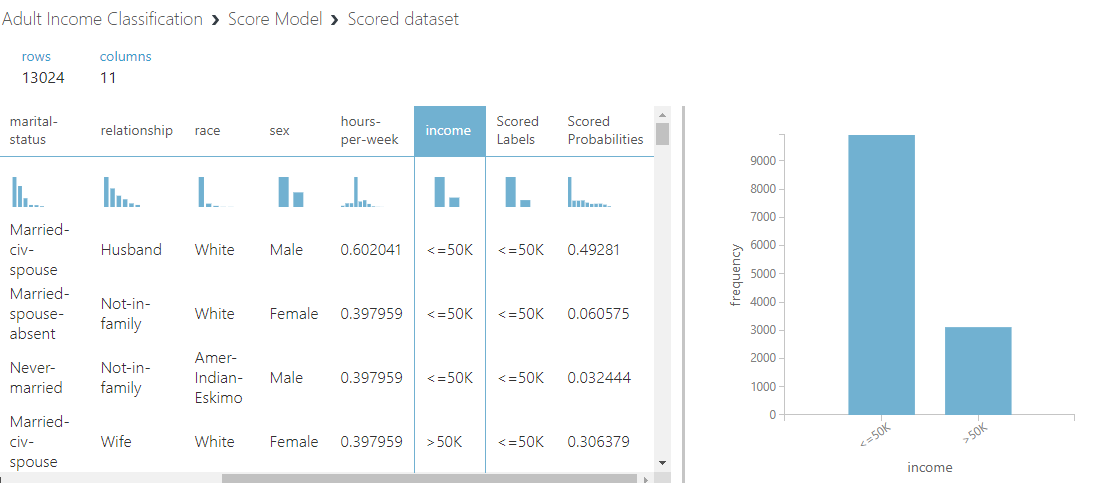 Adult Income Classification › Score Model › Scored dataset
rows columns
13024 11
marital-status relationship race sex hours-per-week income Scored Labels Scored Probabilities
Married-civ-spouse Husband White Male 0.602041 <=50K <=50K 0.49281
Married-spouse-absent Not-in-family White Female 0.397959 <=50K <=50K 0.060575
Never-married Not-in-family Amer-Indian-Eskimo Male 0.397959 <=50K <=50K 0.032444
Married-civ-spouse Wife White Female 0.397959 >50K <=50K 0.306379
frequency
9000
8000
7000
6000
5000
4000
3000
2000
1000
0
<=50K >50K
income